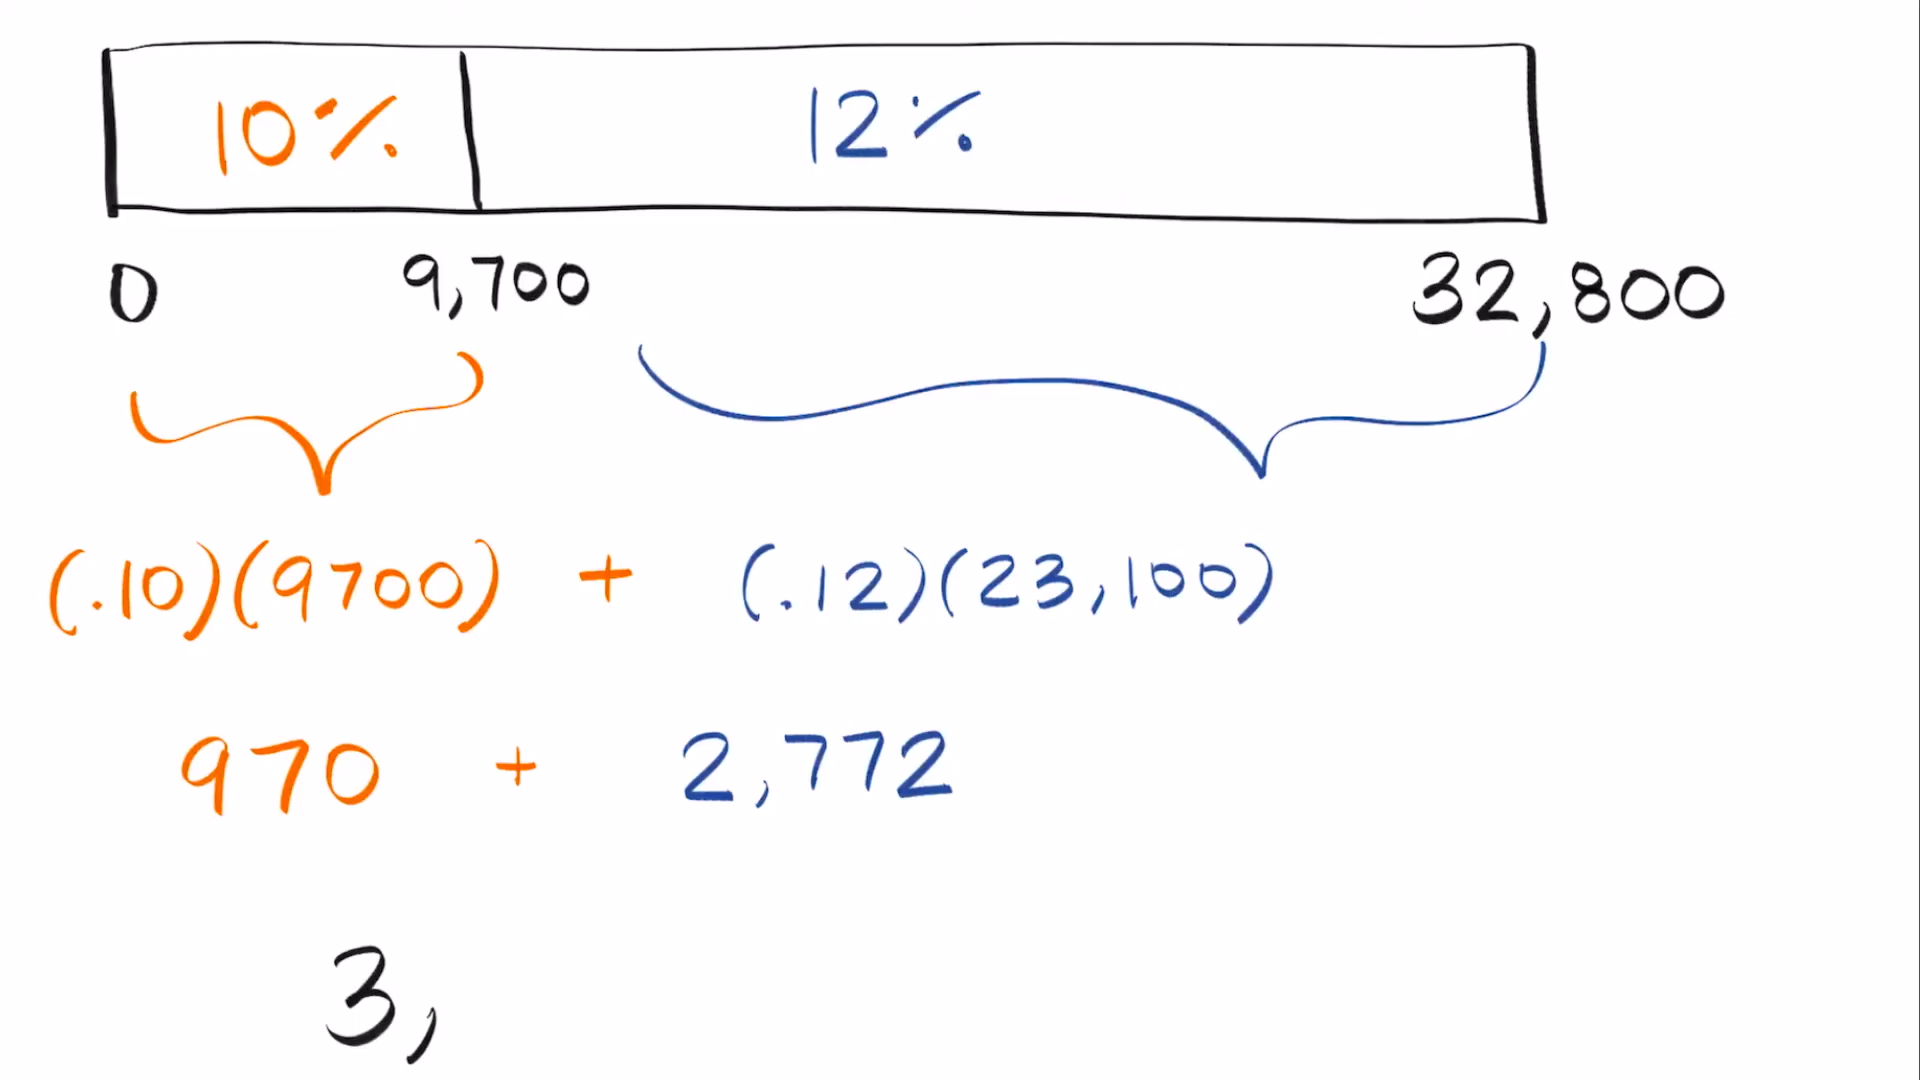 10% 12%
0 9,700 32,800
(.10)(9700) + (.12)(23,100)
970 + 2,772
3,